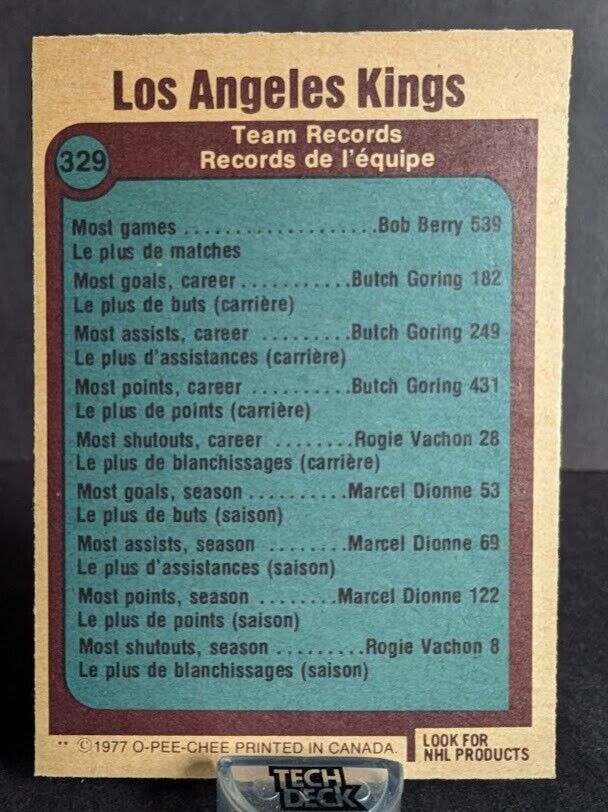 Los Angeles Kings
Team Records
329
Records de l'équipe
Most games ...................Bob Berry 539
Le plus de matches
Most goals, career...........Butch Goring 182
Le plus de buts (carrière)
Most assists, career .........Butch Goring 249
Le plus d'assistances (carrière)
Most points, career ..........Butch Goring 431
Le plus de points (carrière)
Most shutouts, career ........Rogie Vachon 28
Le plus de blanchissages (carrière)
Most goals, season..........Marcel Dionne 53
Le plus de buts (saison)
Most assists, season ........Marcel Dionne 69
Le plus d'assistances (saison)
Most points, season ........Marcel Dionne 122
Le plus de points (saison)
Most shutouts, season.........Rogie Vachon 8
Le plus de blanchissages (saison)
** ©1977 O-PEE-CHEE PRINTED IN CANADA.
LOOK FOR
NHL PRODUCTS
TECH
DECK